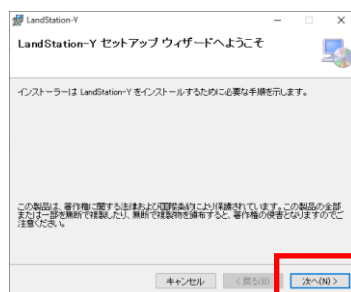 LandStation-Y
LandStation-Y セットアップ ウィザードへようこそ
インストーラーは LandStation-Y をインストールするために必要な手順を示します。
この製品は、著作権に関する法律および国際条約により保護されています。この製品の全部
または一部を無断で複製したり、無断で複製物を頒布すると、著作権の侵害となりますのでご
注意ください。
キャンセル
< 戻る(B)
次へ(N) >